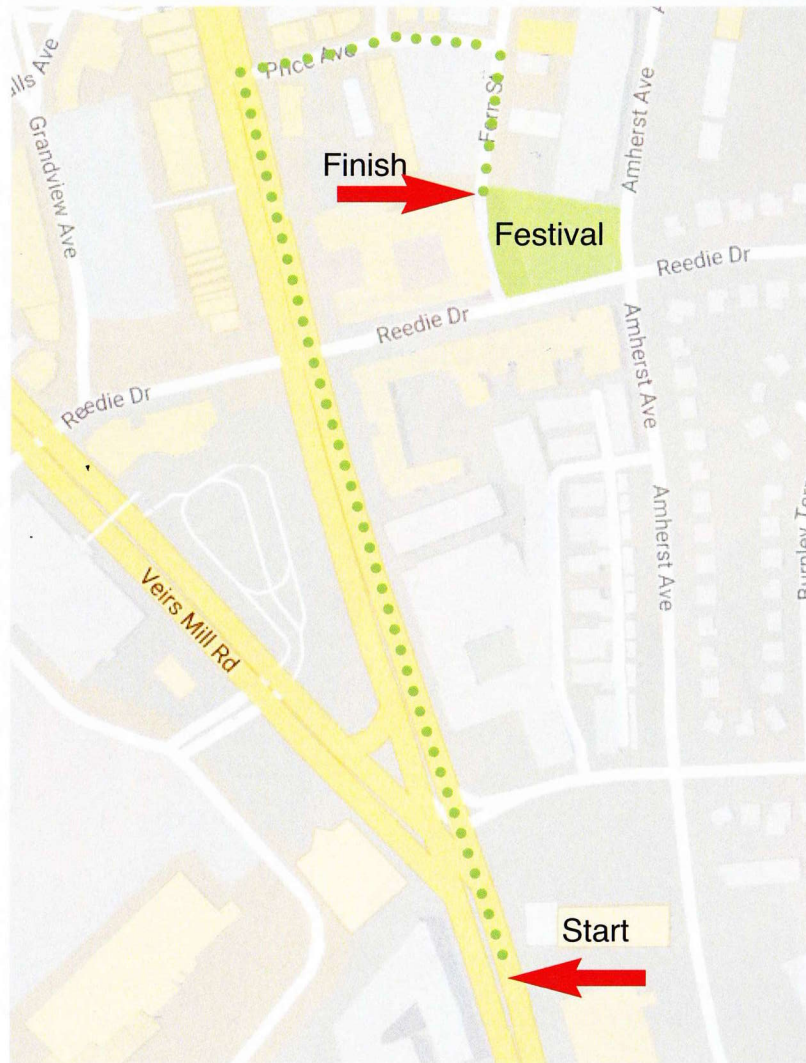 Price Ave
Grandview Ave
Fern St
Amherst Ave
Finish
Festival
Reedie Dr
Reedie Dr
Amherst Ave
Reedie Dr
Amherst Ave
Veirs Mill Rd
Start